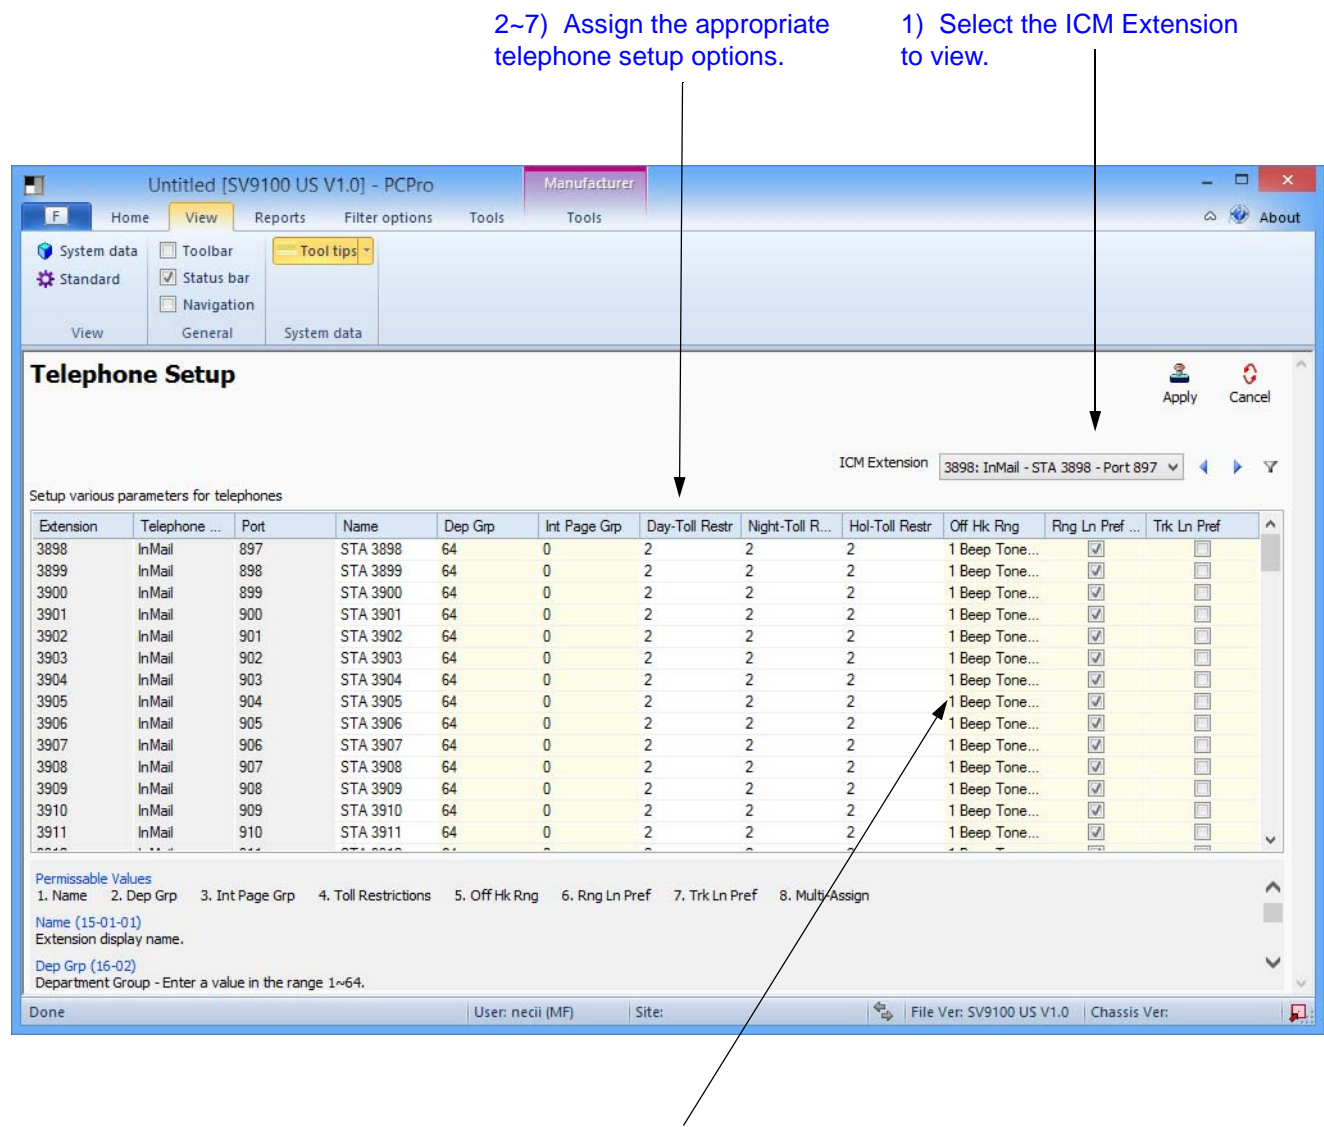 2~7) Assign the appropriate
telephone setup options.
1) Select the ICM Extension
to view.
Untitled [SV9100 US V1.0] - PCPro
Manufacturer
F Home View Reports Filter options Tools Tools About
System data Toolbar Tool tips
Standard Status bar
Navigation
View General System data
Telephone Setup
Apply Cancel
ICM Extension 3898: InMail - STA 3898 - Port 897
Setup various parameters for telephones
Extension Telephone ... Port Name Dep Grp Int Page Grp Day-Toll Restr Night-Toll R... Hol-Toll Restr Off Hk Rng Rng Ln Pref ... Trk Ln Pref
3898 InMail 897 STA 3898 64 0 2 2 2 1 Beep Tone...
3899 InMail 898 STA 3899 64 0 2 2 2 1 Beep Tone...
3900 InMail 899 STA 3900 64 0 2 2 2 1 Beep Tone...
3901 InMail 900 STA 3901 64 0 2 2 2 1 Beep Tone...
3902 InMail 901 STA 3902 64 0 2 2 2 1 Beep Tone...
3903 InMail 902 STA 3903 64 0 2 2 2 1 Beep Tone...
3904 InMail 903 STA 3904 64 0 2 2 2 1 Beep Tone...
3905 InMail 904 STA 3905 64 0 2 2 2 1 Beep Tone...
3906 InMail 905 STA 3906 64 0 2 2 2 1 Beep Tone...
3907 InMail 906 STA 3907 64 0 2 2 2 1 Beep Tone...
3908 InMail 907 STA 3908 64 0 2 2 2 1 Beep Tone...
3909 InMail 908 STA 3909 64 0 2 2 2 1 Beep Tone...
3910 InMail 909 STA 3910 64 0 2 2 2 1 Beep Tone...
3911 InMail 910 STA 3911 64 0 2 2 2 1 Beep Tone...
Permissable Values
1. Name 2. Dep Grp 3. Int Page Grp 4. Toll Restrictions 5. Off Hk Rng 6. Rng Ln Pref 7. Trk Ln Pref 8. Multi-Assign
Name (15-01-01)
Extension display name.
Dep Grp (16-02)
Department Group - Enter a value in the range 1~64.
Done User: necii (MF) Site: File Ver: SV9100 US V1.0 Chassis Ver: